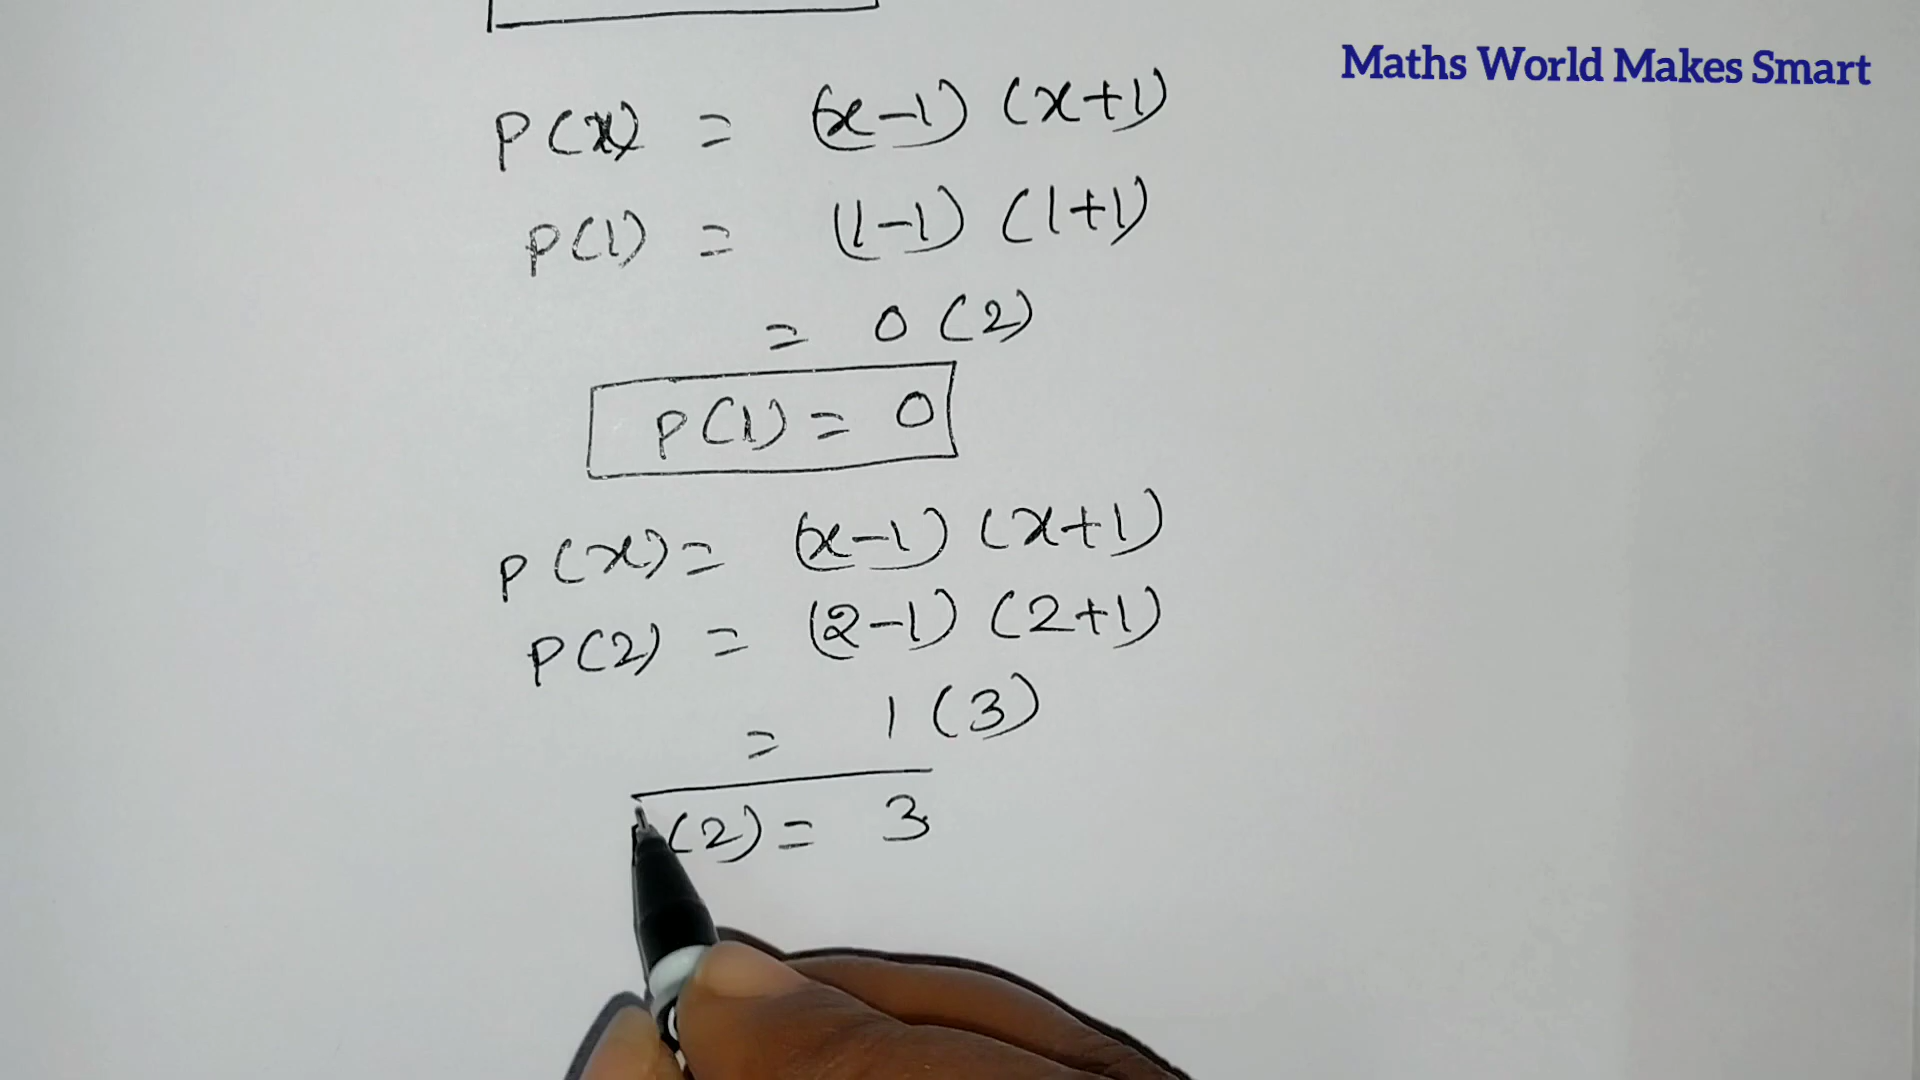 Maths World Makes Smart
P(x) = (x-1) (x+1)
P(1) = (1-1) (1+1)
= 0 (2)
P(1) = 0
P(x) = (x-1) (x+1)
P(2) = (2-1) (2+1)
= 1 (3)
(2) = 3